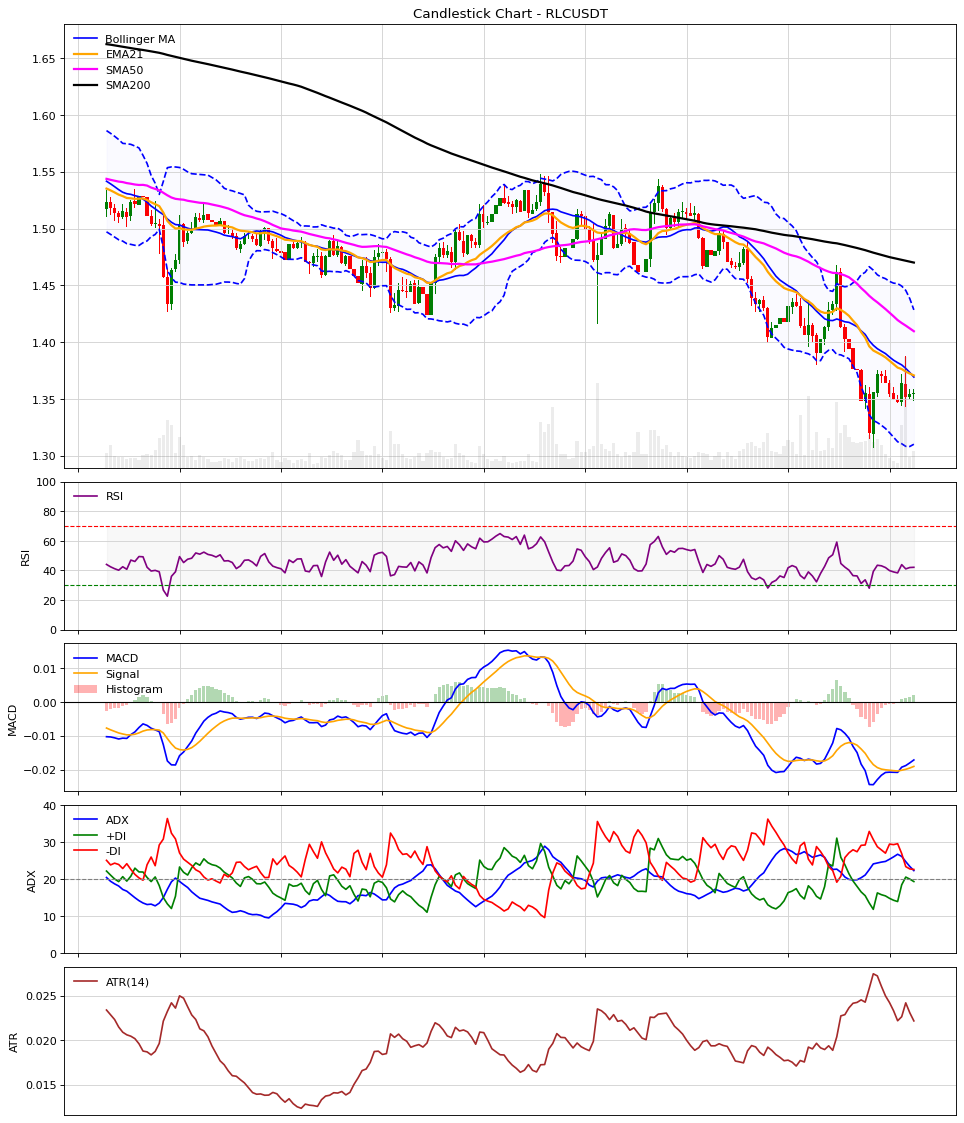 Candlestick Chart - RLCUSDT
Bollinger MA
EMA21
SMA50
SMA200
1.65
1.60
1.55
1.50
1.45
1.40
1.35
1.30
RSI
RSI
100
80
60
40
20
0
MACD
Signal
Histogram
MACD
0.01
0.00
−0.01
−0.02
ADX
+DI
-DI
ADX
40
30
20
10
0
ATR(14)
ATR
0.025
0.020
0.015